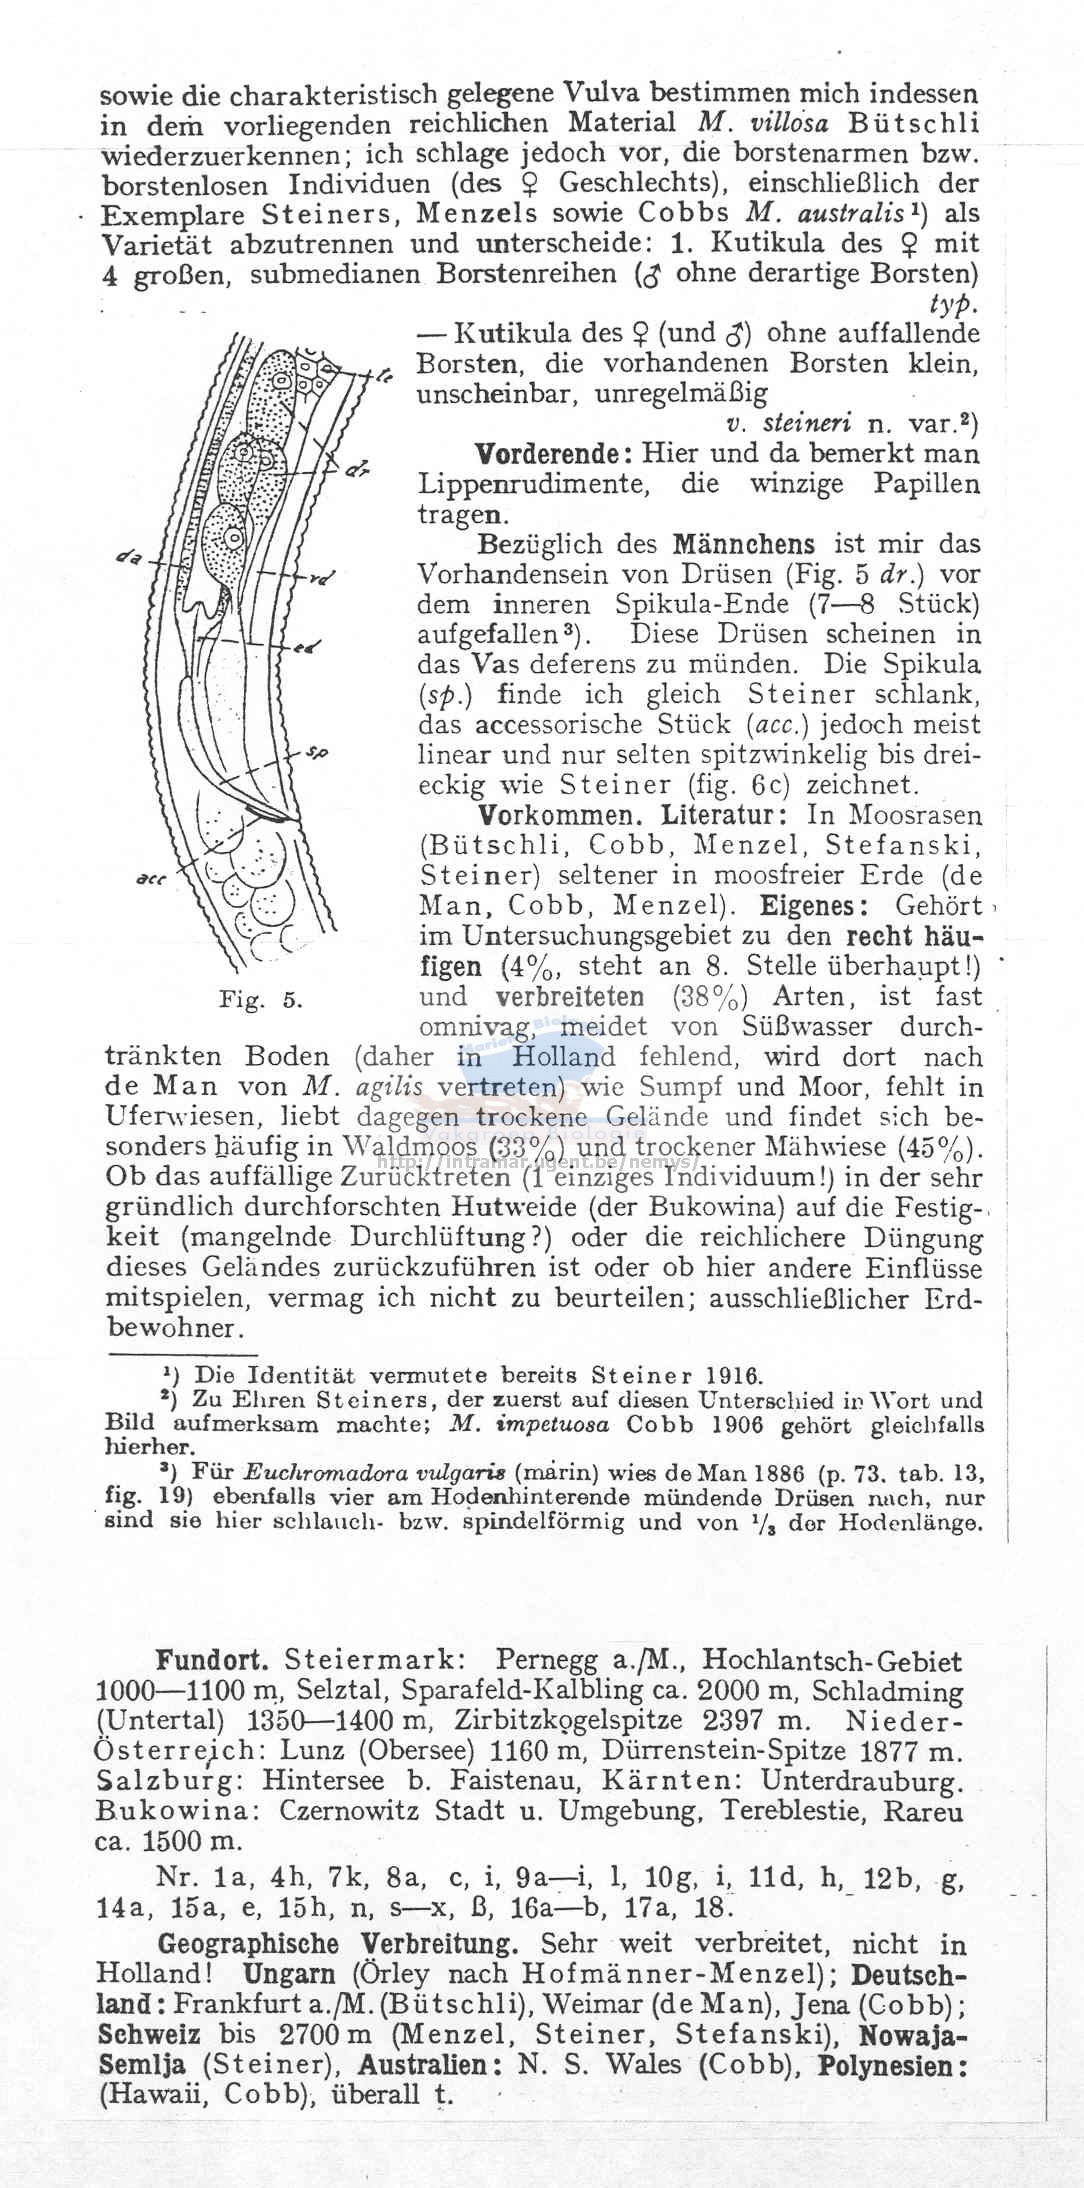 sowie die charakteristisch gelegene Vulva bestimmen mich indessen
in dem vorliegenden reichlichen Material M. villosa Bütschli
wiederzuerkennen; ich schlage jedoch vor, die borstenarmen bzw.
borstenlosen Individuen (des ♀ Geschlechts), einschließlich der
Exemplare Steiners, Menzels sowie Cobbs M. australis¹) als
Varietät abzutrennen und unterscheide: 1. Kutikula des ♀ mit
4 großen, submedianen Borstenreihen (♂ ohne derartige Borsten)
typ.
— Kutikula des ♀ (und ♂) ohne auffallende
Borsten, die vorhandenen Borsten klein,
unscheinbar, unregelmäßig
v. steineri n. var.²)
Vorderende: Hier und da bemerkt man
Lippenrudimente, die winzige Papillen
tragen.
Bezüglich des Männchens ist mir das
Vorhandensein von Drüsen (Fig. 5 dr.) vor
dem inneren Spikula-Ende (7—8 Stück)
aufgefallen³). Diese Drüsen scheinen in
das Vas deferens zu münden. Die Spikula
(sp.) finde ich gleich Steiner schlank,
das accessorische Stück (acc.) jedoch meist
linear und nur selten spitzwinkelig bis drei-
eckig wie Steiner (fig. 6c) zeichnet.
Vorkommen. Literatur: In Moosrasen
(Bütschli, Cobb, Menzel, Stefanski,
Steiner) seltener in moosfreier Erde (de
Man, Cobb, Menzel). Eigenes: Gehört
im Untersuchungsgebiet zu den recht häu-
figen (4%, steht an 8. Stelle überhaupt!)
und verbreiteten (38%) Arten, ist fast
omnivag, meidet von Süßwasser durch-
te
dr
da
vd
ed
sp
acc
Fig. 5.
tränkten Boden (daher in Holland fehlend, wird dort nach
de Man von M. agilis vertreten) wie Sumpf und Moor, fehlt in
Uferwiesen, liebt dagegen trockene Gelände und findet sich be-
sonders häufig in Waldmoos (33%) und trockener Mähwiese (45%).
Ob das auffällige Zurücktreten (1 einziges Individuum!) in der sehr
gründlich durchforschten Hutweide (der Bukowina) auf die Festig-
keit (mangelnde Durchlüftung?) oder die reichlichere Düngung
dieses Geländes zurückzuführen ist oder ob hier andere Einflüsse
mitspielen, vermag ich nicht zu beurteilen; ausschließlicher Erd-
bewohner.
¹) Die Identität vermutete bereits Steiner 1916.
²) Zu Ehren Steiners, der zuerst auf diesen Unterschied in Wort und
Bild aufmerksam machte; M. impetuosa Cobb 1906 gehört gleichfalls
hierher.
³) Für Euchromadora vulgaris (marin) wies de Man 1886 (p. 73, tab. 13,
fig. 19) ebenfalls vier am Hodenhinterende mündende Drüsen nach, nur
sind sie hier schlauch- bzw. spindelförmig und von ¹/₃ der Hodenlänge.
Marien Biologie
Vakgroep Biologie
http://intramar.ugent.be/nemys/
Fundort. Steiermark: Pernegg a./M., Hochlantsch-Gebiet
1000—1100 m, Selztal, Sparafeld-Kalbling ca. 2000 m, Schladming
(Untertal) 1350—1400 m, Zirbitzkogelspitze 2397 m. Nieder-
Österreich: Lunz (Obersee) 1160 m, Dürrenstein-Spitze 1877 m.
Salzburg: Hintersee b. Faistenau, Kärnten: Unterdrauburg.
Bukowina: Czernowitz Stadt u. Umgebung, Tereblestie, Rareu
ca. 1500 m.
Nr. 1a, 4h, 7k, 8a, c, i, 9a—i, l, 10g, i, 11d, h, 12b, g,
14a, 15a, e, 15h, n, s—x, ß, 16a—b, 17a, 18.
Geographische Verbreitung. Sehr weit verbreitet, nicht in
Holland! Ungarn (Örley nach Hofmänner-Menzel); Deutsch-
land: Frankfurt a./M. (Bütschli), Weimar (de Man), Jena (Cobb);
Schweiz bis 2700 m (Menzel, Steiner, Stefanski), Nowaja-
Semlja (Steiner), Australien: N. S. Wales (Cobb), Polynesien:
(Hawaii, Cobb), überall t.